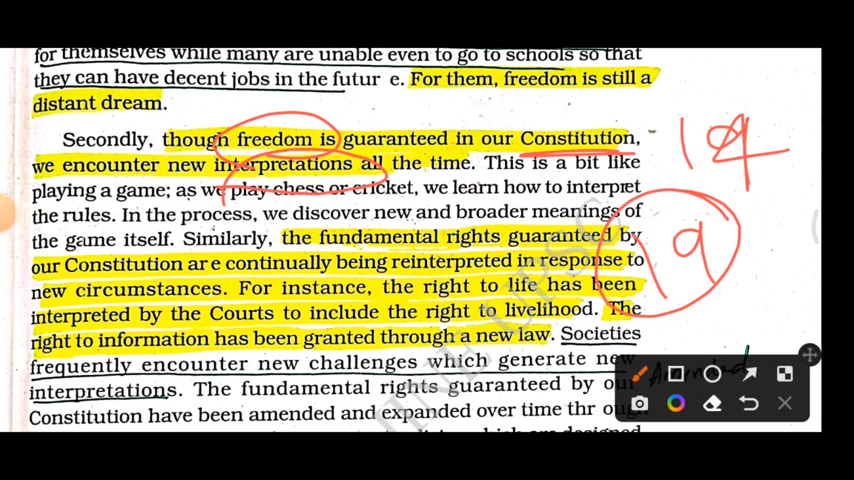 for themselves while many are unable even to go to schools so that
they can have decent jobs in the futur e. For them, freedom is still a
distant dream.
Secondly, though freedom is guaranteed in our Constitution,
we encounter new interpretations all the time. This is a bit like
playing a game; as we play chess or cricket, we learn how to interpret
the rules. In the process, we discover new and broader meanings of
the game itself. Similarly, the fundamental rights guaranteed by
our Constitution are continually being reinterpreted in response to
new circumstances. For instance, the right to life has been
interpreted by the Courts to include the right to livelihood. The
right to information has been granted through a new law. Societies
frequently encounter new challenges which generate new
interpretations. The fundamental rights guaranteed by our
Constitution have been amended and expanded over time thr ough
19
Amended